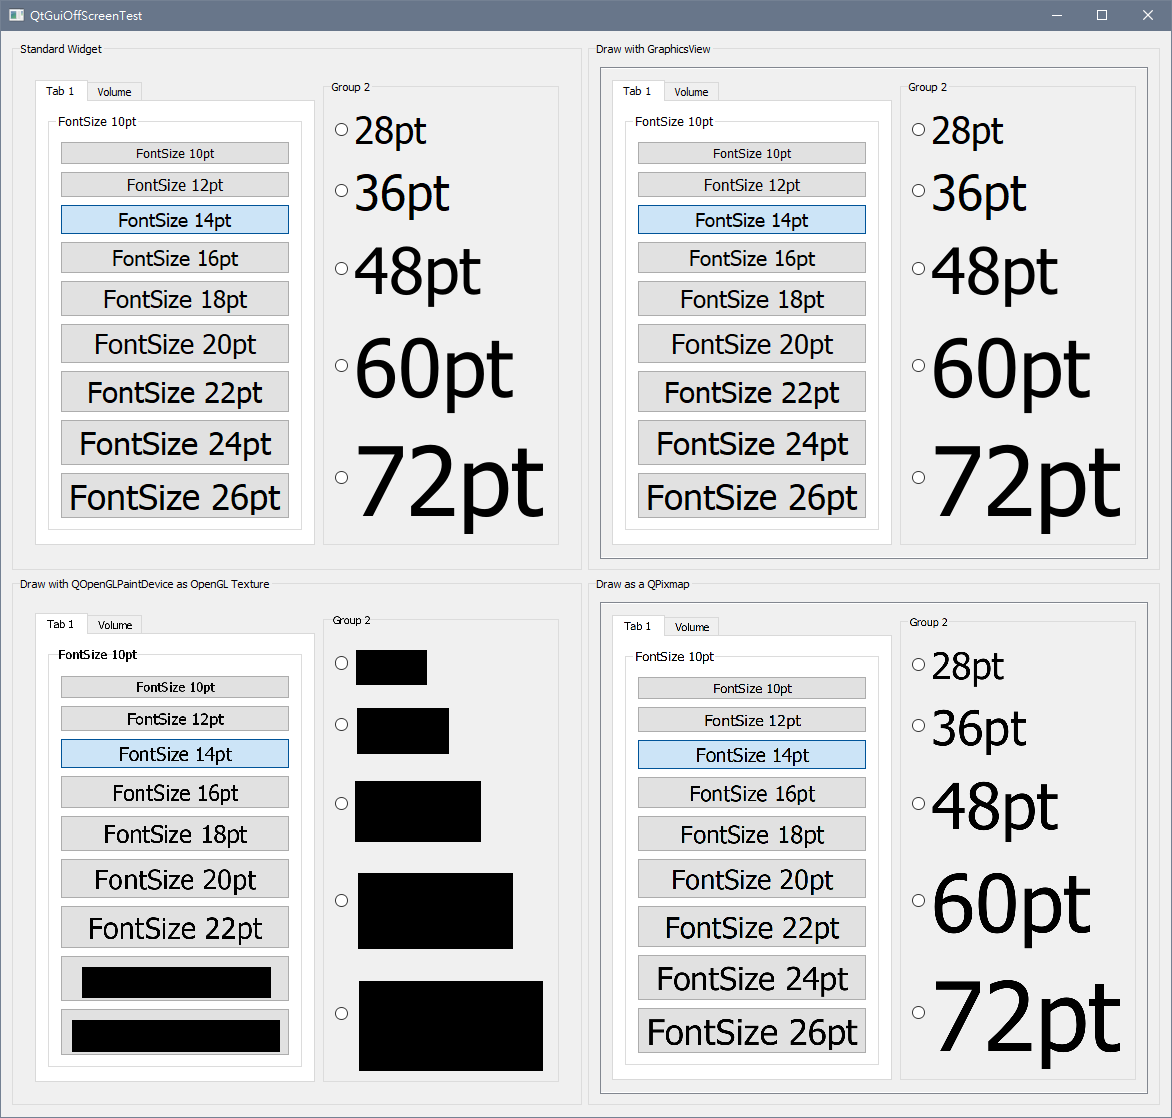 QtGuiOffScreenTest
Standard Widget
Tab 1 Volume
FontSize 10pt
FontSize 10pt
FontSize 12pt
FontSize 14pt
FontSize 16pt
FontSize 18pt
FontSize 20pt
FontSize 22pt
FontSize 24pt
FontSize 26pt
Group 2
28pt
36pt
48pt
60pt
72pt
Draw with GraphicsView
Tab 1 Volume
FontSize 10pt
FontSize 10pt
FontSize 12pt
FontSize 14pt
FontSize 16pt
FontSize 18pt
FontSize 20pt
FontSize 22pt
FontSize 24pt
FontSize 26pt
Group 2
28pt
36pt
48pt
60pt
72pt
Draw with QOpenGLPaintDevice as OpenGL Texture
Tab 1 Volume
FontSize 10pt
FontSize 10pt
FontSize 12pt
FontSize 14pt
FontSize 16pt
FontSize 18pt
FontSize 20pt
FontSize 22pt
Group 2
Draw as a QPixmap
Tab 1 Volume
FontSize 10pt
FontSize 10pt
FontSize 12pt
FontSize 14pt
FontSize 16pt
FontSize 18pt
FontSize 20pt
FontSize 22pt
FontSize 24pt
FontSize 26pt
Group 2
28pt
36pt
48pt
60pt
72pt